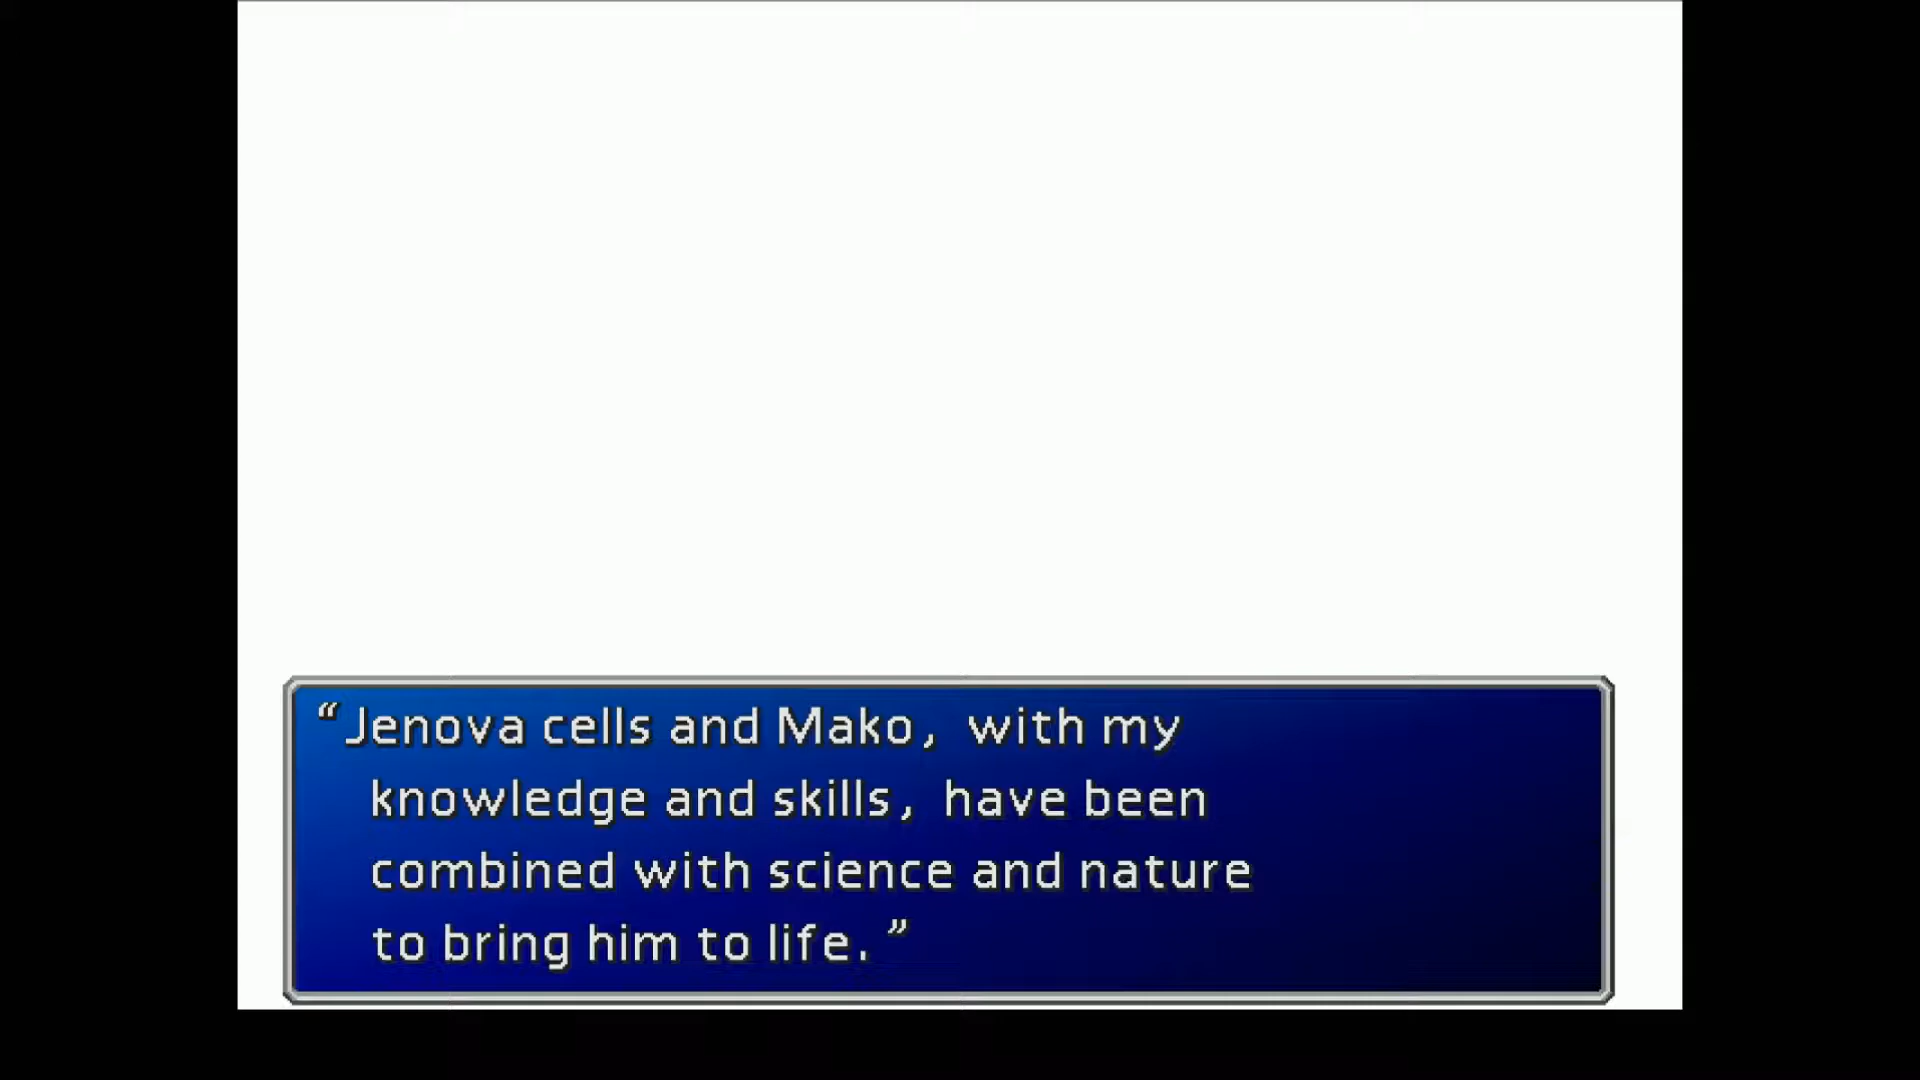 “Jenova cells and Mako, with my
knowledge and skills, have been
combined with science and nature
to bring him to life.”